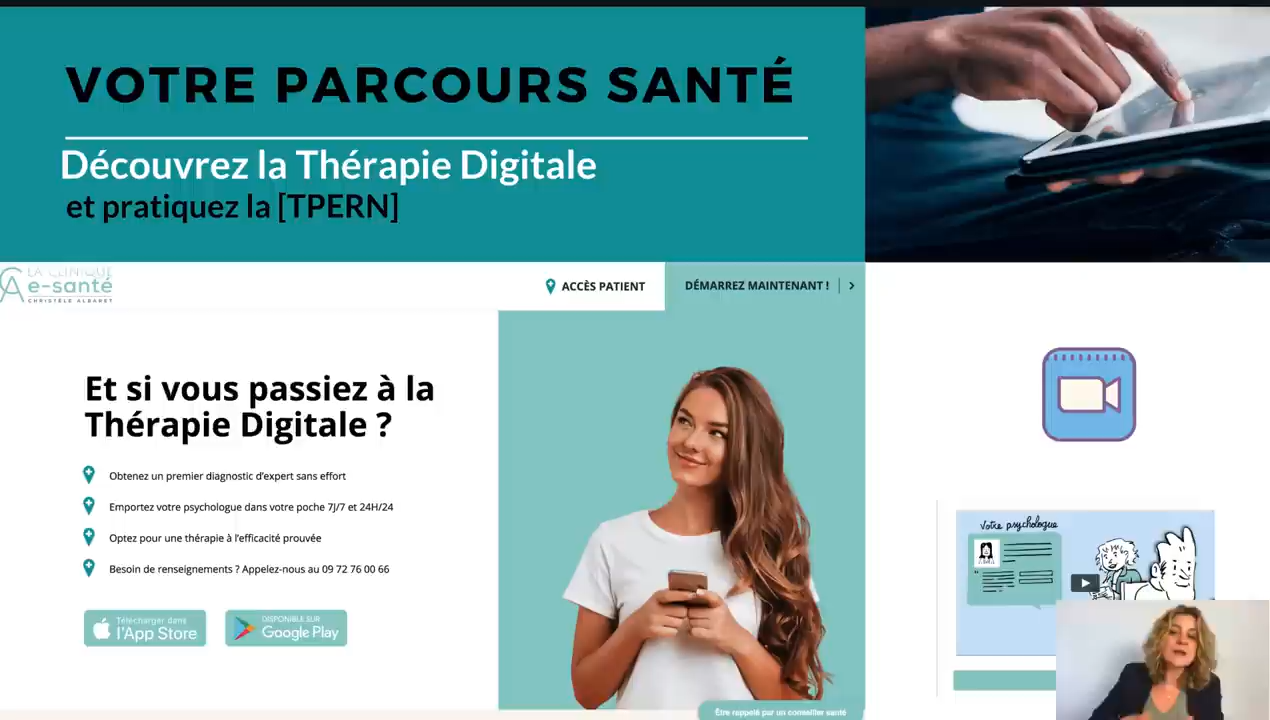 VOTRE PARCOURS SANTÉ
Découvrez la Thérapie Digitale
et pratiquez la [TPERN]
LA CLINIQUE
e-santé
CHRISTÈLE ALBARET
ACCÈS PATIENT
DÉMARREZ MAINTENANT !
Et si vous passiez à la
Thérapie Digitale ?
Obtenez un premier diagnostic d'expert sans effort
Emportez votre psychologue dans votre poche 7J/7 et 24H/24
Optez pour une thérapie à l'efficacité prouvée
Besoin de renseignements ? Appelez-nous au 09 72 76 00 66
Télécharger dans
l'App Store
DISPONIBLE SUR
Google Play
Votre psychologue
Être rappelé par un conseiller santé